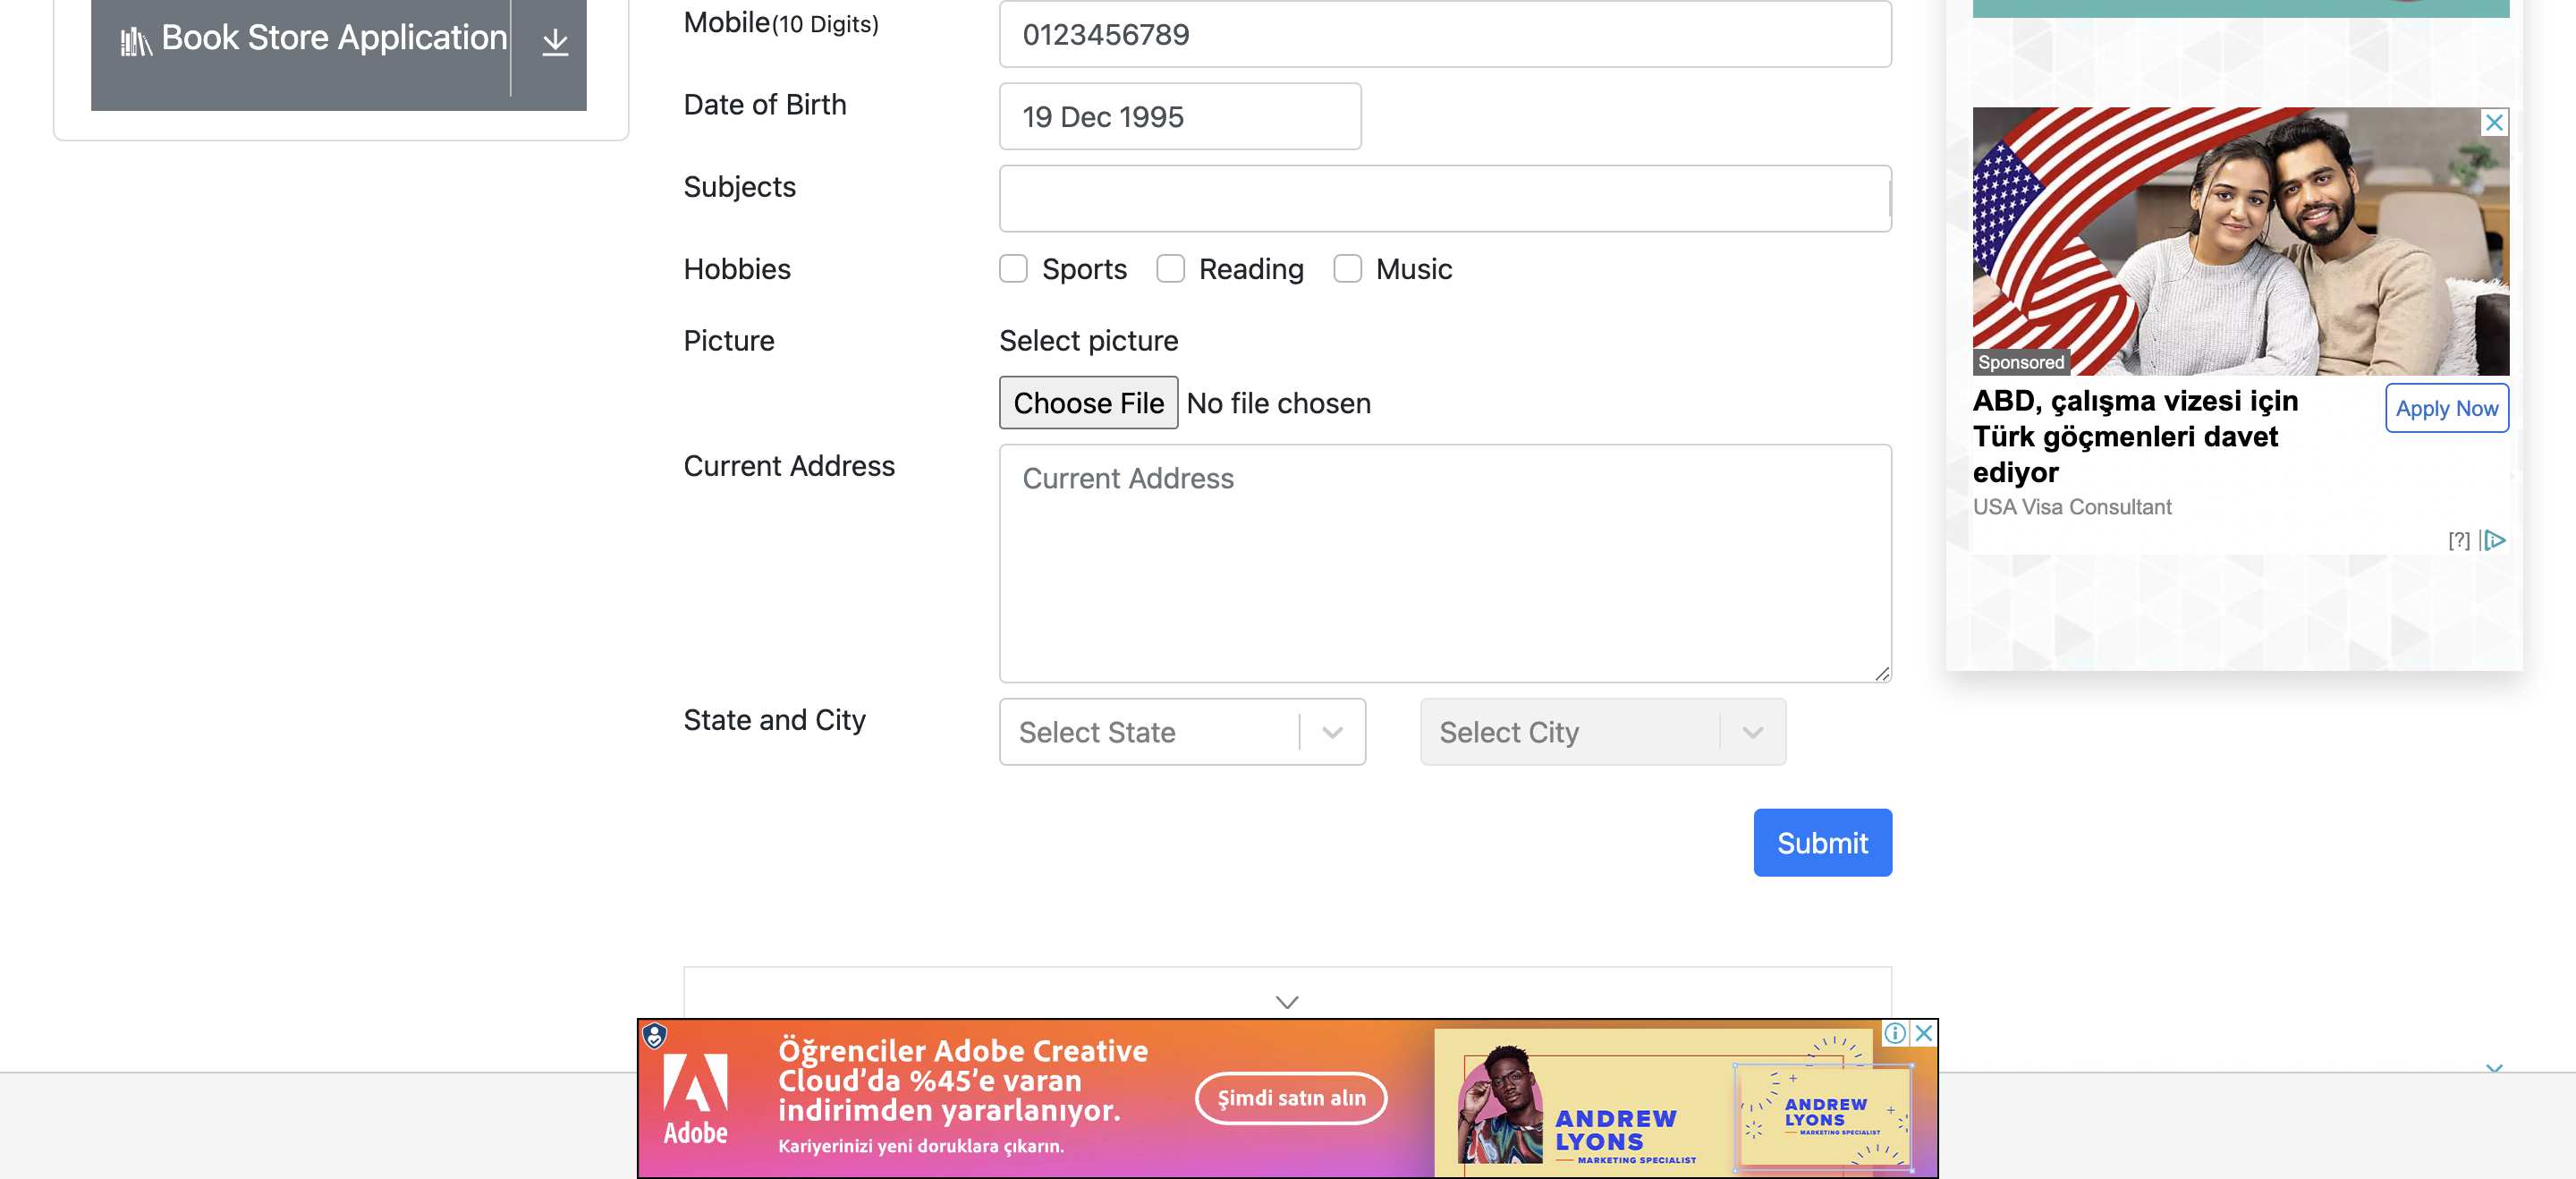 Book Store Application
Mobile(10 Digits)
0123456789
Date of Birth
19 Dec 1995
Subjects
Hobbies
Sports
Reading
Music
Picture
Select picture
Choose File No file chosen
Current Address
Current Address
State and City
Select State
Select City
Submit
Sponsored
ABD, çalışma vizesi için
Türk göçmenleri davet
ediyor
Apply Now
USA Visa Consultant
[?]
Adobe
Öğrenciler Adobe Creative
Cloud'da %45'e varan
indirimden yararlanıyor.
Kariyerinizi yeni doruklara çıkarın.
Şimdi satın alın
ANDREW
LYONS
MARKETING SPECIALIST
ANDREW
LYONS
MARKETING SPECIALIST